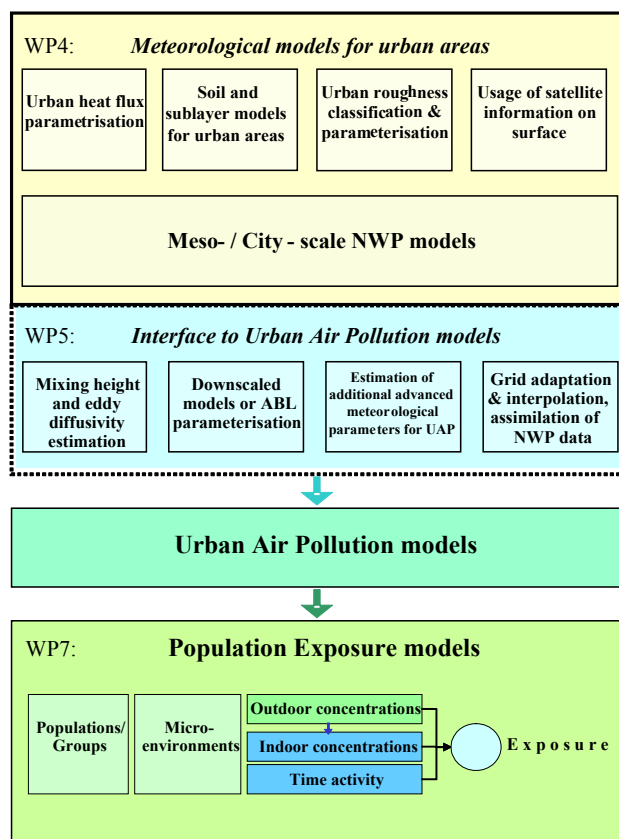 WP4: Meteorological models for urban areas
Urban heat flux
parametrisation
Soil and
sublayer models
for urban areas
Urban roughness
classification &
parameterisation
Usage of satellite
information on
surface
Meso- / City - scale NWP models
WP5: Interface to Urban Air Pollution models
Mixing height
and eddy
diffusivity
estimation
Downscaled
models or ABL
parameterisation
Estimation of
additional advanced
meteorological
parameters for UAP
Grid adaptation
& interpolation,
assimilation of
NWP data
Urban Air Pollution models
WP7: Population Exposure models
Populations/
Groups
Micro-
environments
Outdoor concentrations
Indoor concentrations
Time activity
Exposure